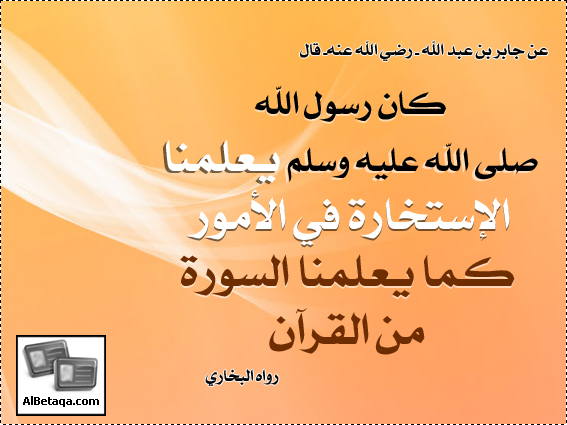 عن جابر بن عبد الله ـ رضي الله عنه ـ قال
كان رسول الله
صلى الله عليه وسلم يعلمنا
الإستخارة في الأمور
كما يعلمنا السورة
من القرآن
رواه البخاري
AlBetaqa.com